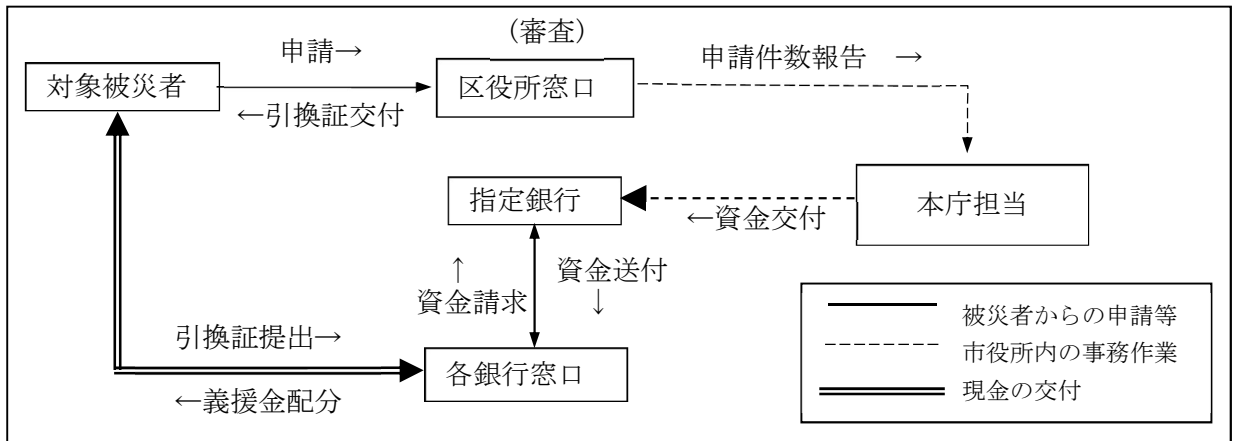 (審査)
申請→
申請件数報告 →
対象被災者
区役所窓口
←引換証交付
指定銀行
本庁担当
←資金交付
↑
資金請求
資金送付
↓
引換証提出→
各銀行窓口
←義援金配分
被災者からの申請等
市役所内の事務作業
現金の交付